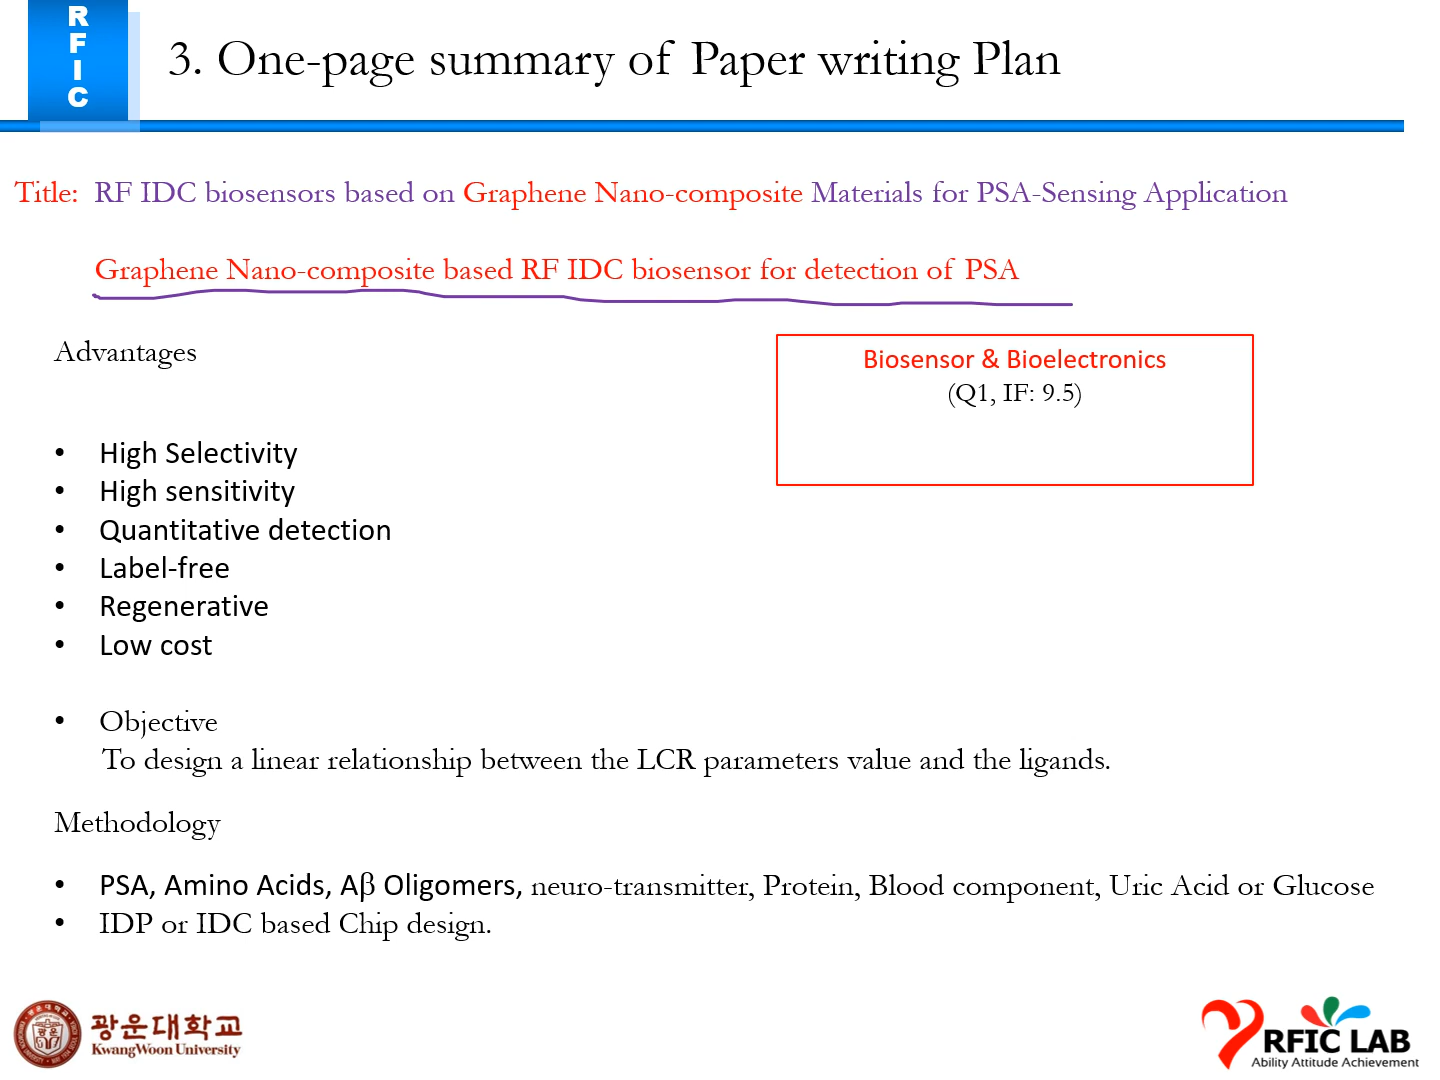 R
F
I
C
3. One-page summary of Paper writing Plan
Title: RF IDC biosensors based on Graphene Nano-composite Materials for PSA-Sensing Application
Graphene Nano-composite based RF IDC biosensor for detection of PSA
Advantages
Biosensor & Bioelectronics
(Q1, IF: 9.5)
• High Selectivity
• High sensitivity
• Quantitative detection
• Label-free
• Regenerative
• Low cost
• Objective
To design a linear relationship between the LCR parameters value and the ligands.
Methodology
• PSA, Amino Acids, Aβ Oligomers, neuro-transmitter, Protein, Blood component, Uric Acid or Glucose
• IDP or IDC based Chip design.
광운대학교
KwangWoon University
RFIC LAB
Ability Attitude Achievement